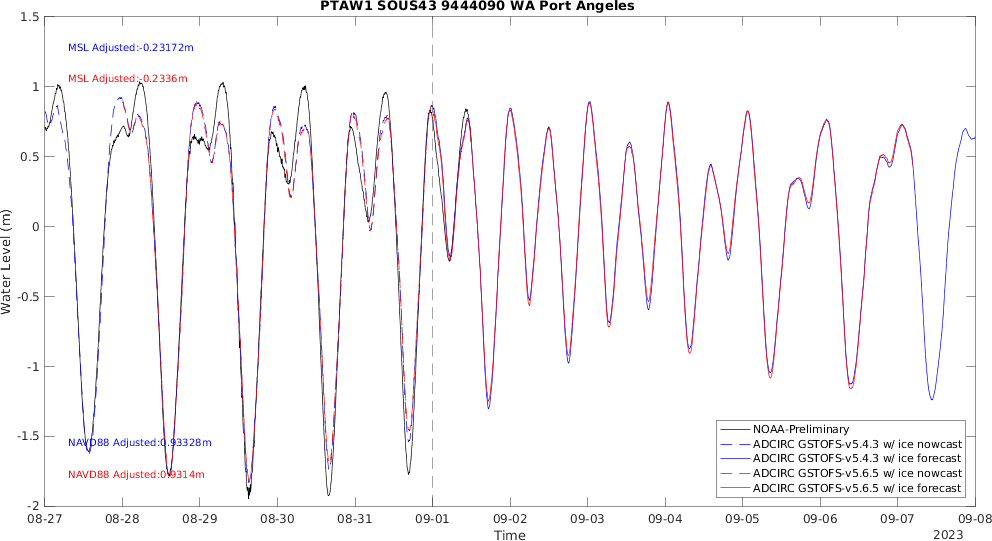 PTAW1 SOUS43 9444090 WA Port Angeles
1.5
1
0.5
0
-0.5
-1
-1.5
-2
Water Level (m)
MSL Adjusted:-0.23172m
MSL Adjusted:-0.2336m
NAVD88 Adjusted:0.93328m
NAVD88 Adjusted:0.9314m
NOAA-Preliminary
ADCIRC GSTOFS-v5.4.3 w/ ice nowcast
ADCIRC GSTOFS-v5.4.3 w/ ice forecast
ADCIRC GSTOFS-v5.6.5 w/ ice nowcast
ADCIRC GSTOFS-v5.6.5 w/ ice forecast
08-27 08-28 08-29 08-30 08-31 09-01 09-02 09-03 09-04 09-05 09-06 09-07 09-08
Time
2023